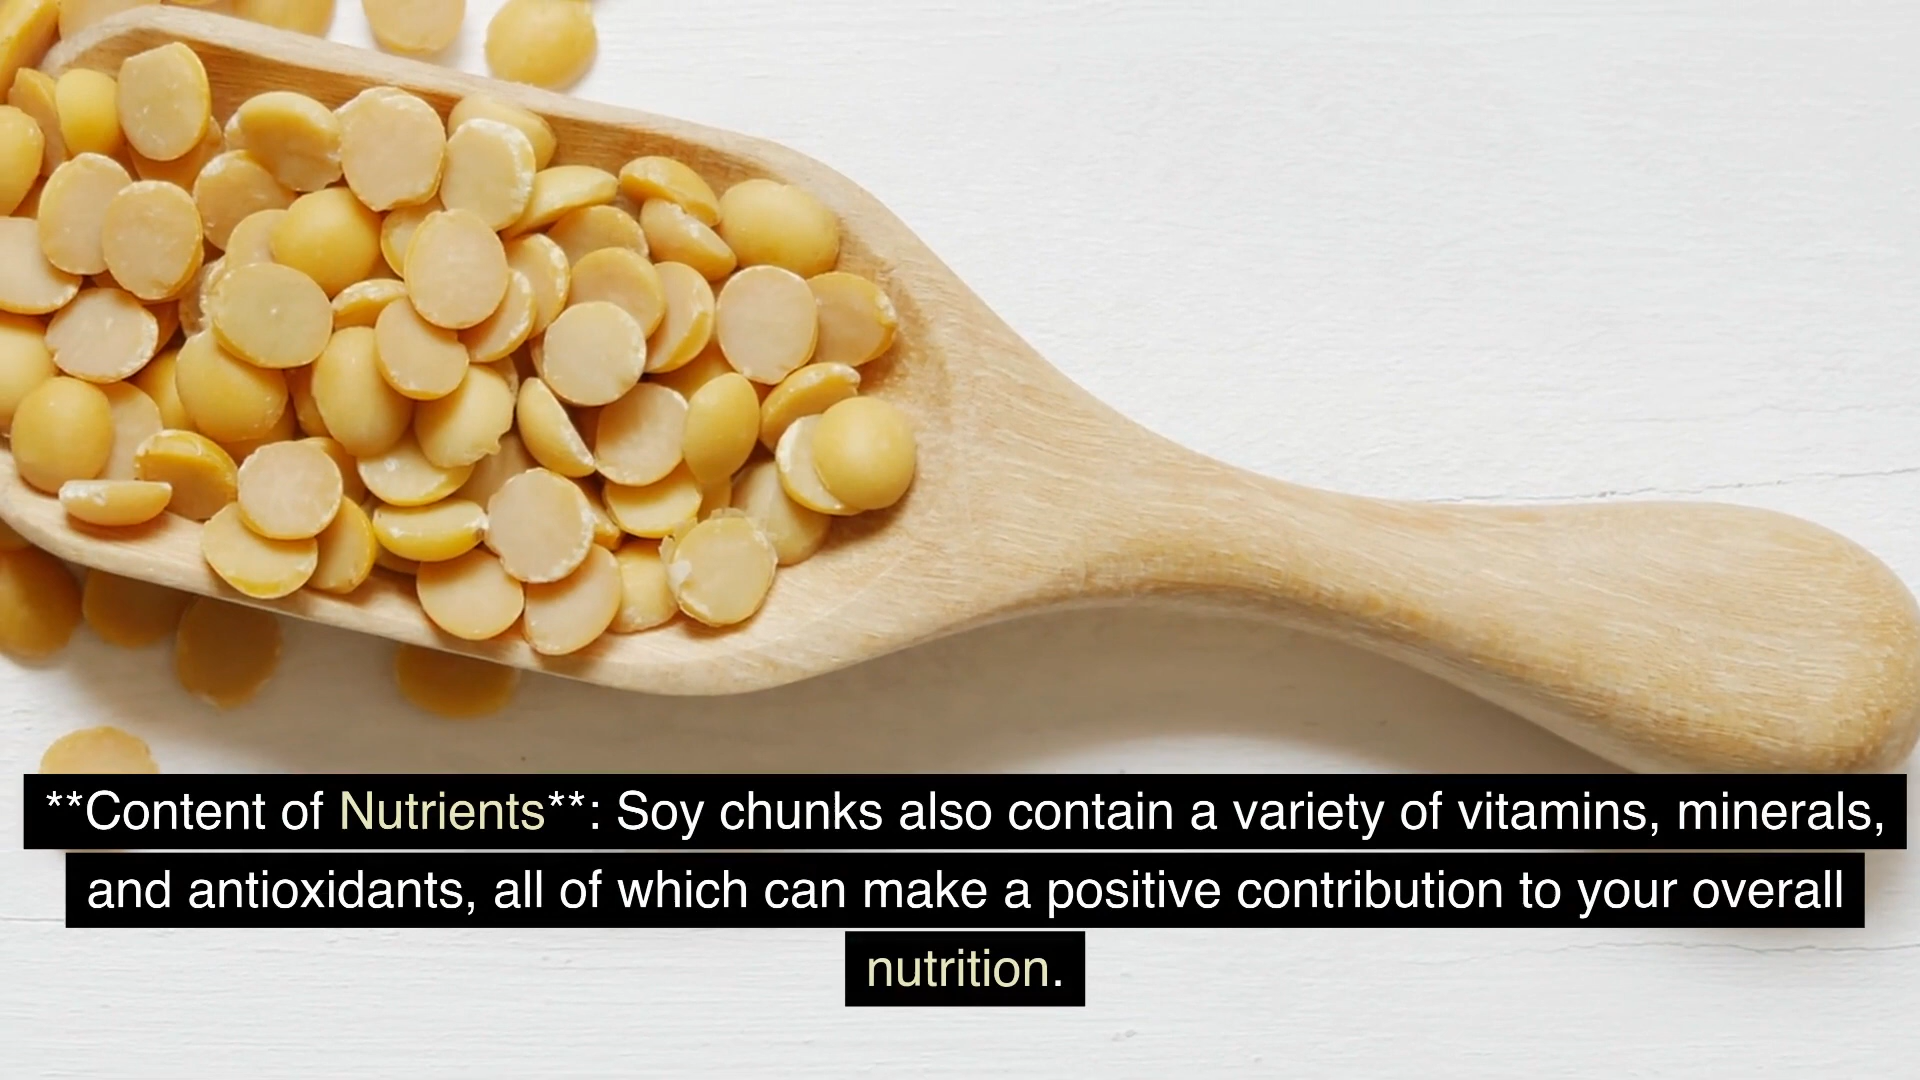 **Content of Nutrients**: Soy chunks also contain a variety of vitamins, minerals,
and antioxidants, all of which can make a positive contribution to your overall
nutrition.